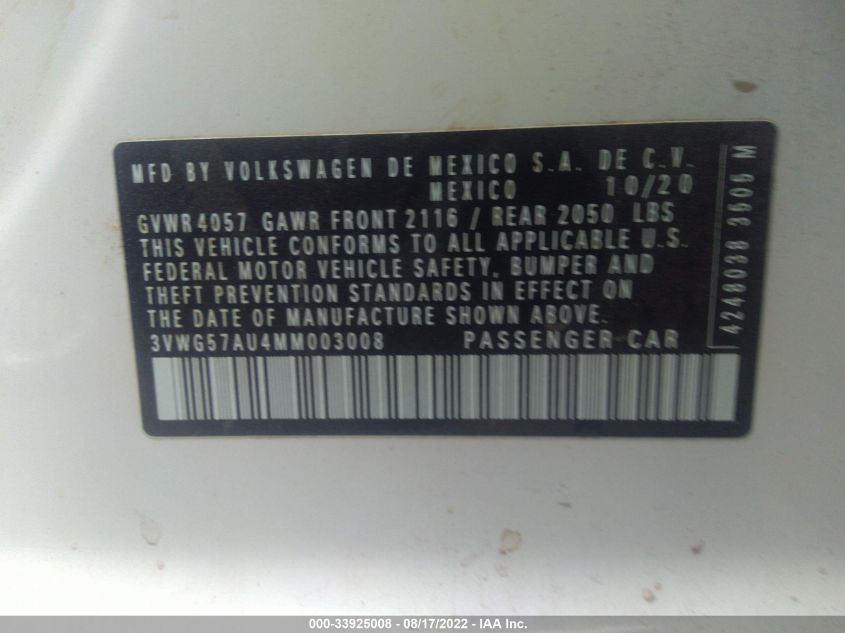 MFD BY VOLKSWAGEN DE MEXICO S.A. DE C.V.
MEXICO 10/20
GVWR 4057 GAWR FRONT 2116 / REAR 2050 LBS
THIS VEHICLE CONFORMS TO ALL APPLICABLE U.S.
FEDERAL MOTOR VEHICLE SAFETY, BUMPER AND
THEFT PREVENTION STANDARDS IN EFFECT ON
THE DATE OF MANUFACTURE SHOWN ABOVE.
3VWG57AU4MM003008 PASSENGER CAR
4248038 3606 M
000-33925008 - 08/17/2022 - IAA Inc.